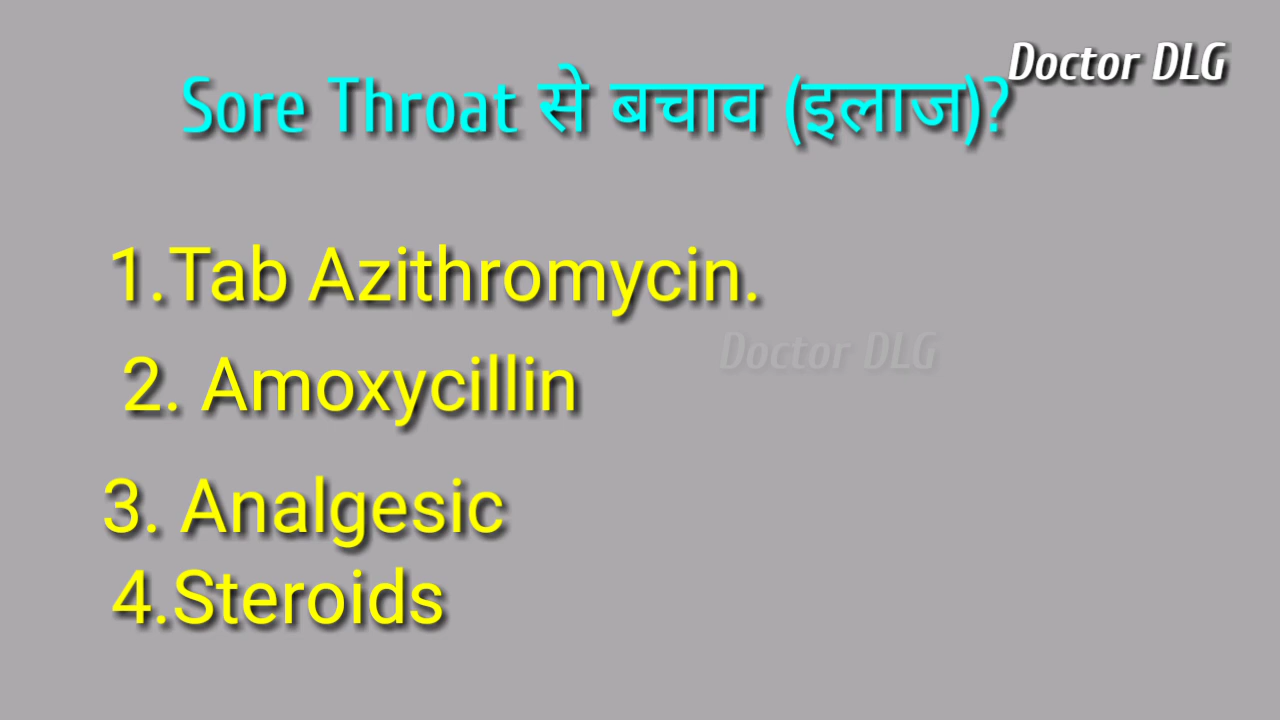 Doctor DLG
Sore Throat से बचाव (इलाज)?
1.Tab Azithromycin.
Doctor DLG
2. Amoxycillin
3. Analgesic
4.Steroids